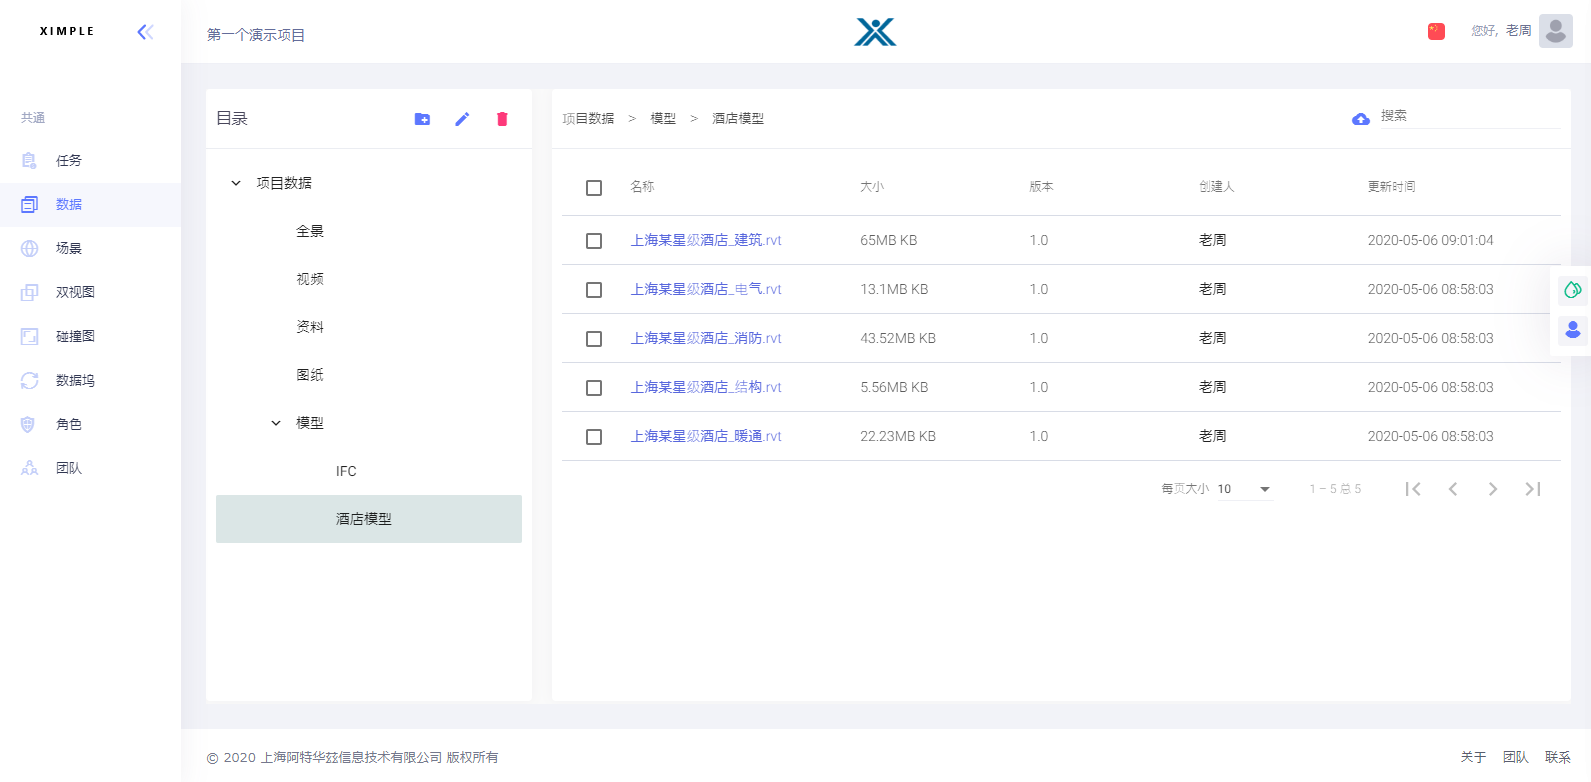 XIMPLE
第一个演示项目
您好, 老周
共通
任务
数据
场景
双视图
碰撞图
数据坞
角色
团队
目录
项目数据
全景
视频
资料
图纸
模型
IFC
酒店模型
项目数据 > 模型 > 酒店模型
搜索
名称 大小 版本 创建人 更新时间
上海某星级酒店_建筑.rvt 65MB KB 1.0 老周 2020-05-06 09:01:04
上海某星级酒店_电气.rvt 13.1MB KB 1.0 老周 2020-05-06 08:58:03
上海某星级酒店_消防.rvt 43.52MB KB 1.0 老周 2020-05-06 08:58:03
上海某星级酒店_结构.rvt 5.56MB KB 1.0 老周 2020-05-06 08:58:03
上海某星级酒店_暖通.rvt 22.23MB KB 1.0 老周 2020-05-06 08:58:03
每页大小 10 1 – 5 总 5
© 2020 上海阿特华兹信息技术有限公司 版权所有
关于 团队 联系